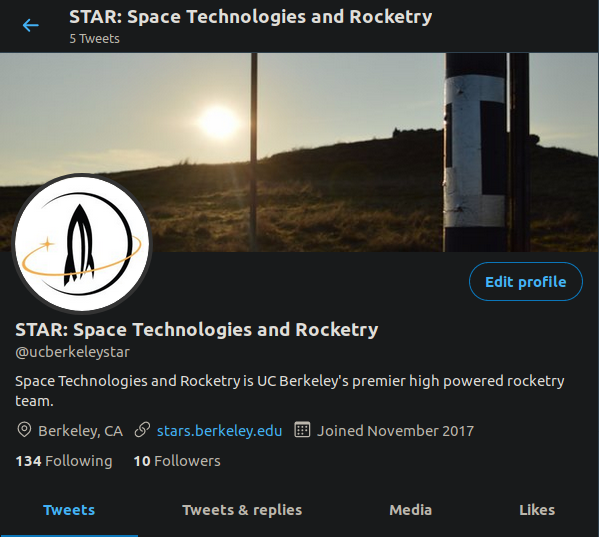 STAR: Space Technologies and Rocketry
5 Tweets
Edit profile
STAR: Space Technologies and Rocketry
@ucberkeleystar
Space Technologies and Rocketry is UC Berkeley's premier high powered rocketry
team.
Berkeley, CA stars.berkeley.edu Joined November 2017
134 Following 10 Followers
Tweets Tweets & replies Media Likes